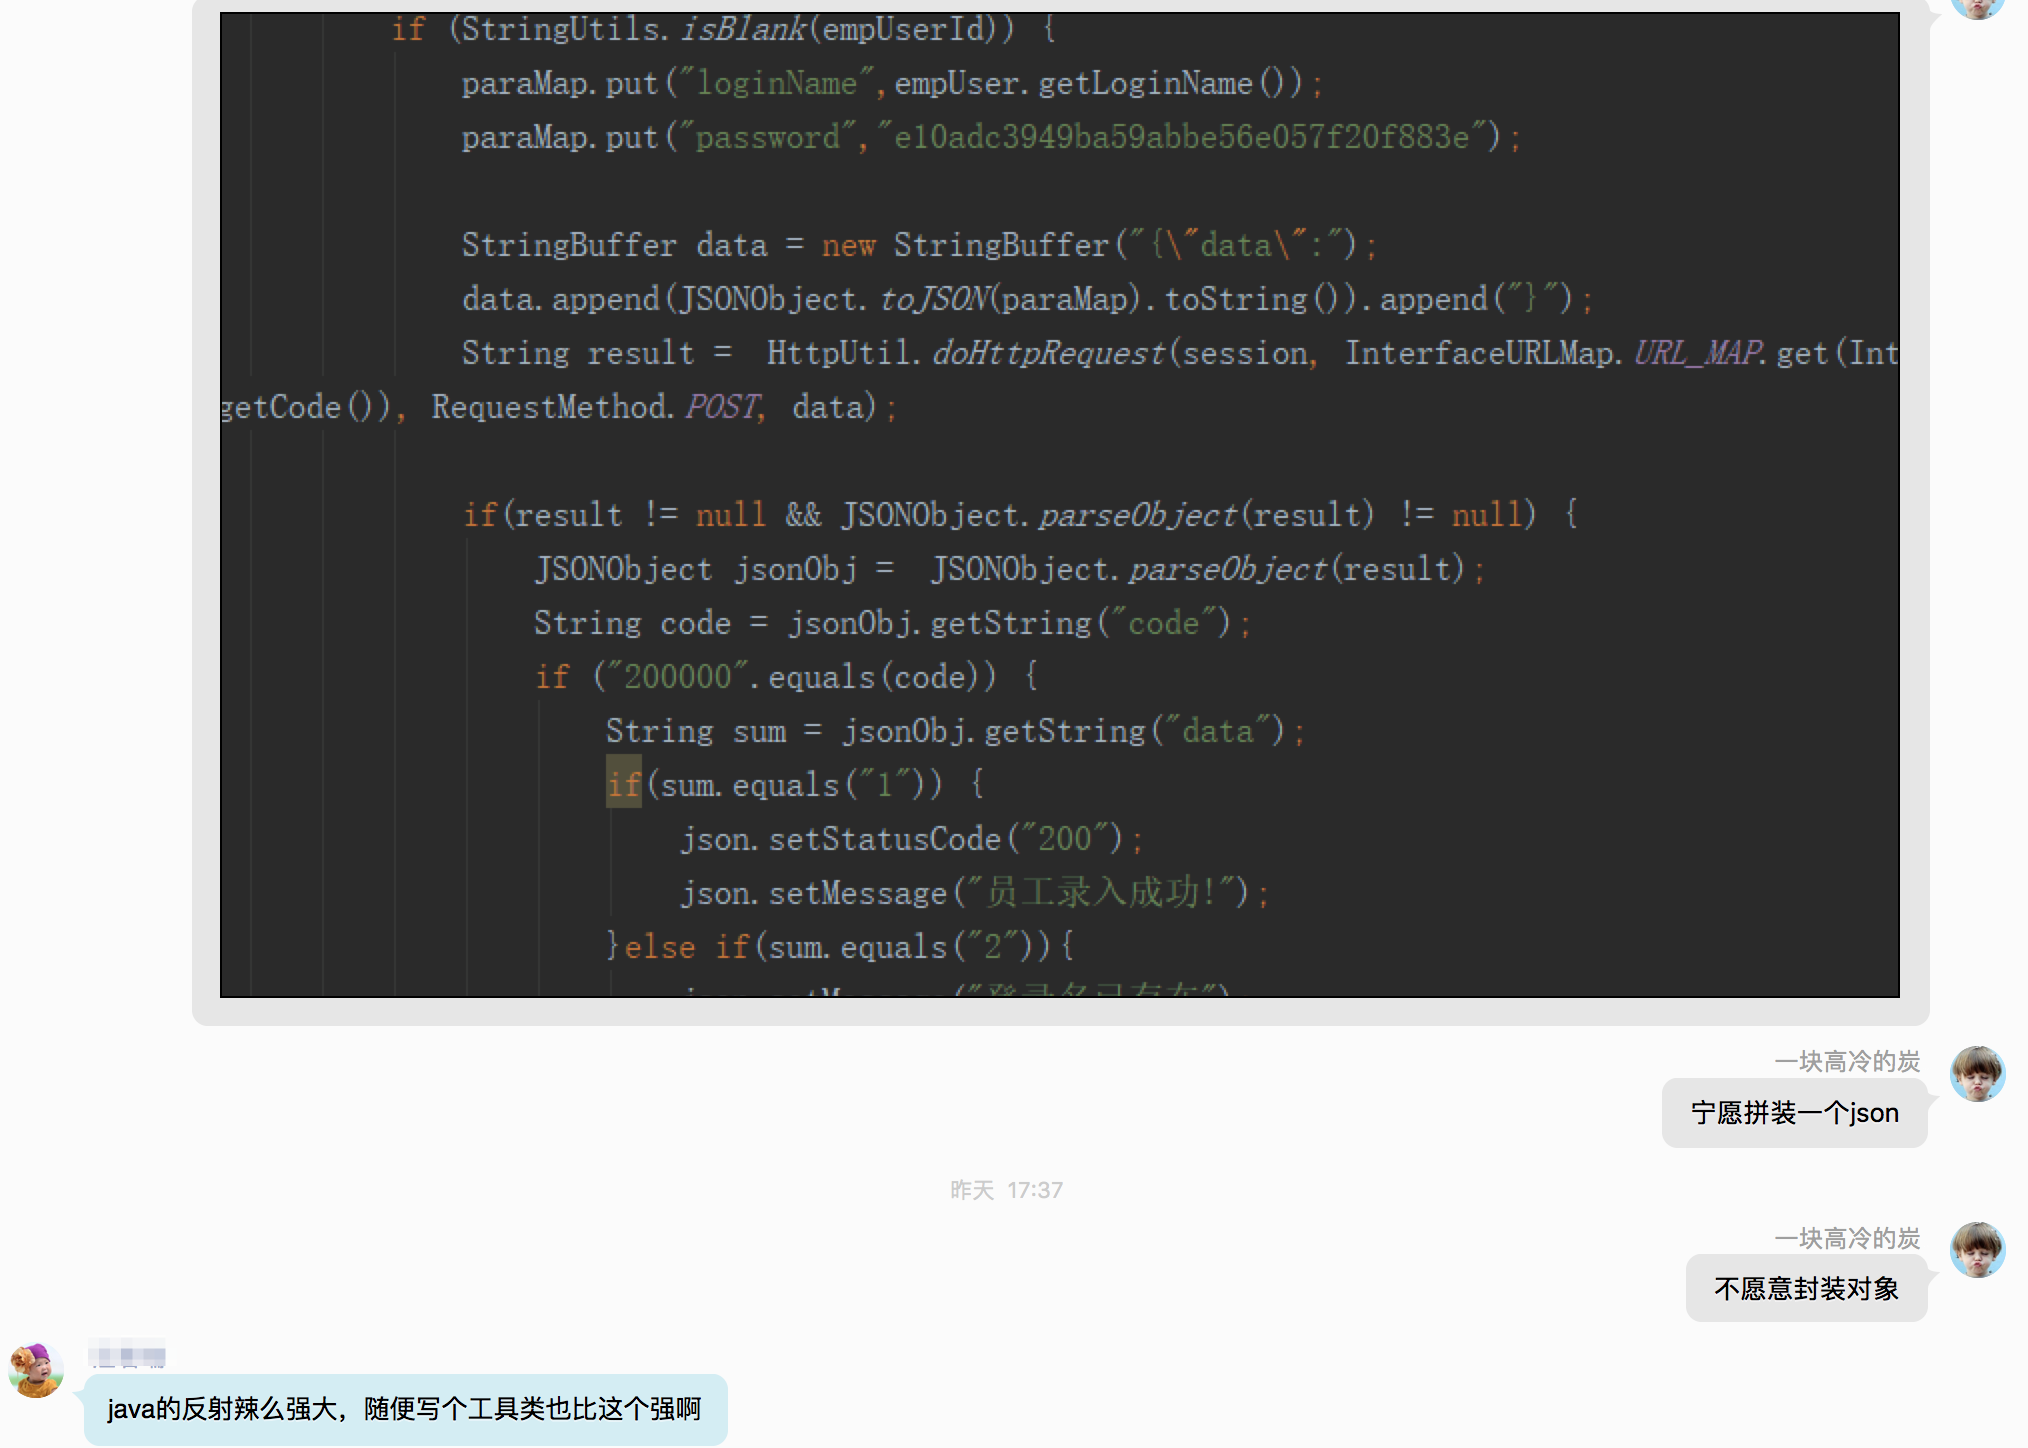 if (StringUtils.isBlank(empUserId)) {
paraMap.put("loginName",empUser.getLoginName());
paraMap.put("password","e10adc3949ba59abbe56e057f20f883e");
StringBuffer data = new StringBuffer("{\"data\":");
data.append(JSONObject.toJSON(paraMap).toString()).append("}");
String result = HttpUtil.doHttpRequest(session, InterfaceURLMap.URL_MAP.get(Int
getCode()), RequestMethod.POST, data);
if(result != null && JSONObject.parseObject(result) != null) {
JSONObject jsonObj = JSONObject.parseObject(result);
String code = jsonObj.getString("code");
if ("200000".equals(code)) {
String sum = jsonObj.getString("data");
if(sum.equals("1")) {
json.setStatusCode("200");
json.setMessage("员工录入成功!");
}else if(sum.equals("2")){
一块高冷的炭
宁愿拼装一个json
昨天 17:37
一块高冷的炭
不愿意封装对象
java的反射辣么强大，随便写个工具类也比这个强啊